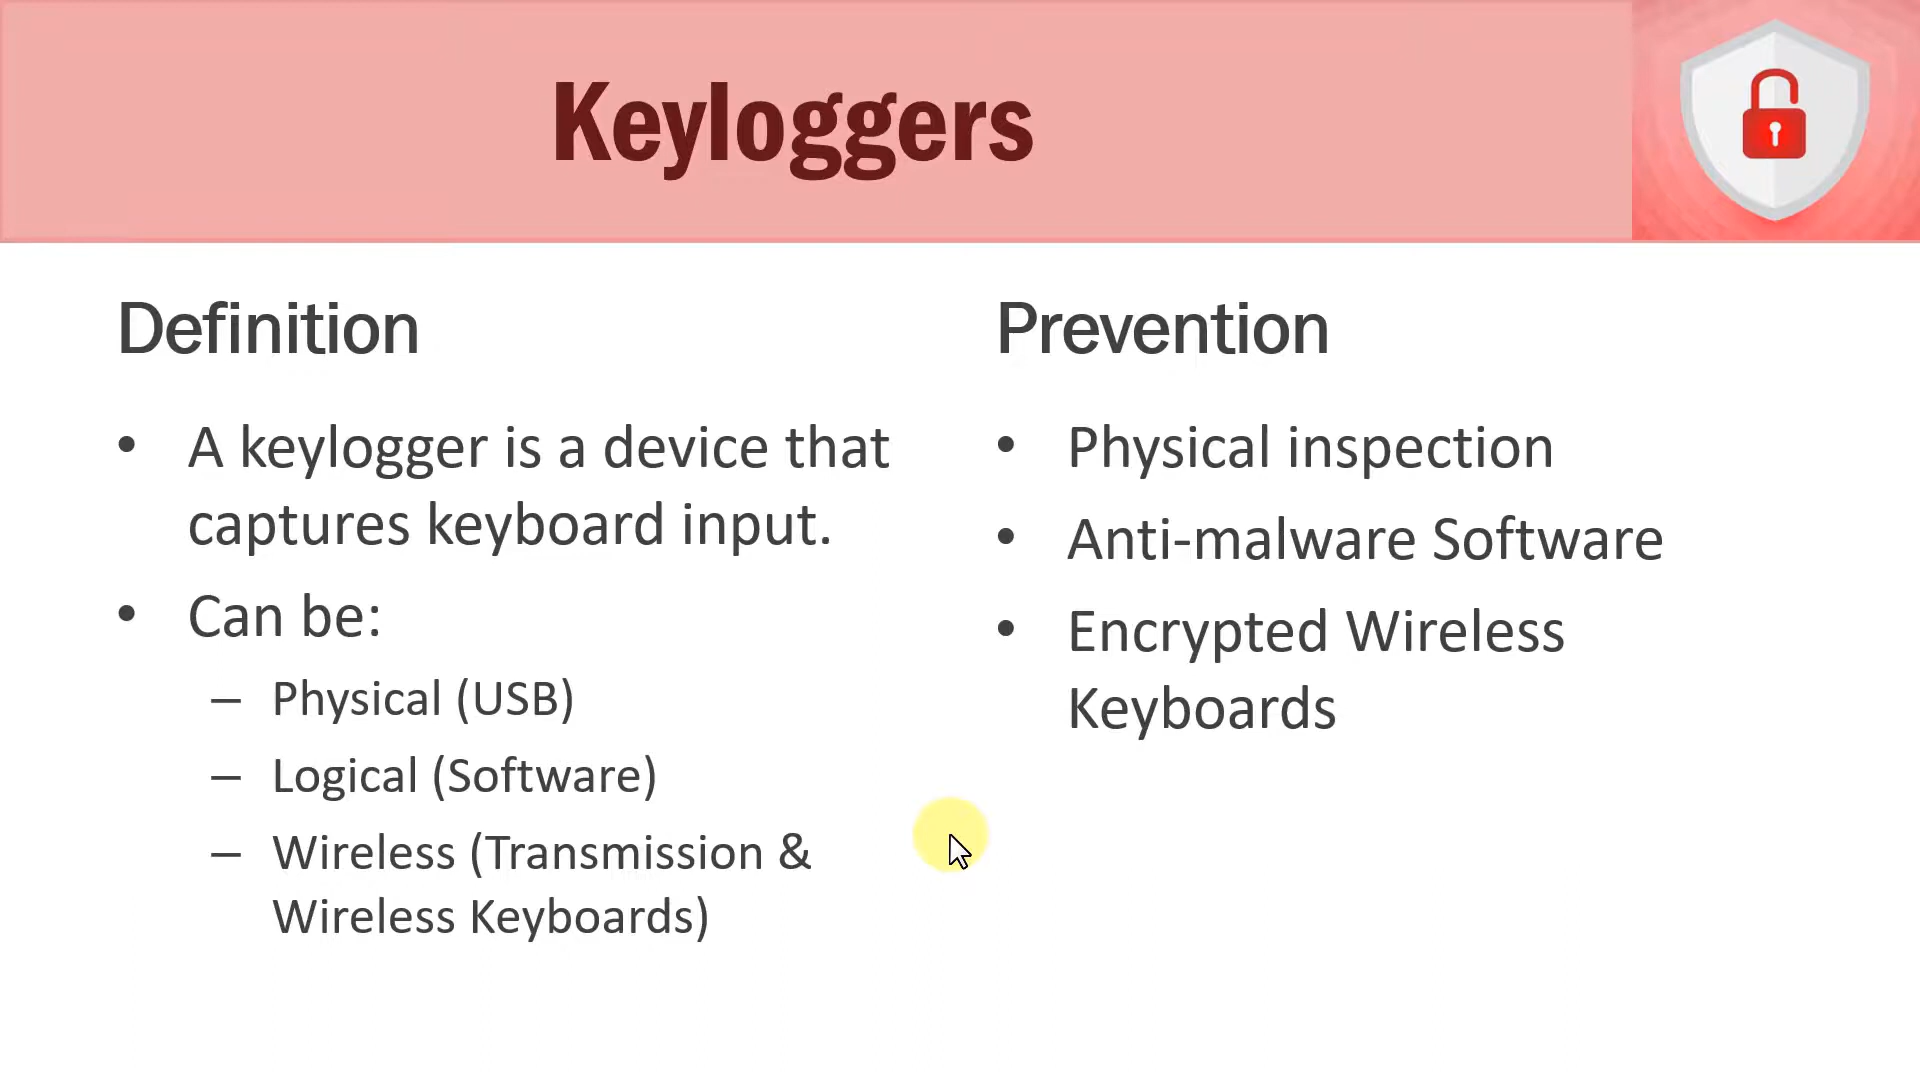 Keyloggers
Definition
• A keylogger is a device that
captures keyboard input.
• Can be:
– Physical (USB)
– Logical (Software)
– Wireless (Transmission &
Wireless Keyboards)
Prevention
• Physical inspection
• Anti-malware Software
• Encrypted Wireless
Keyboards